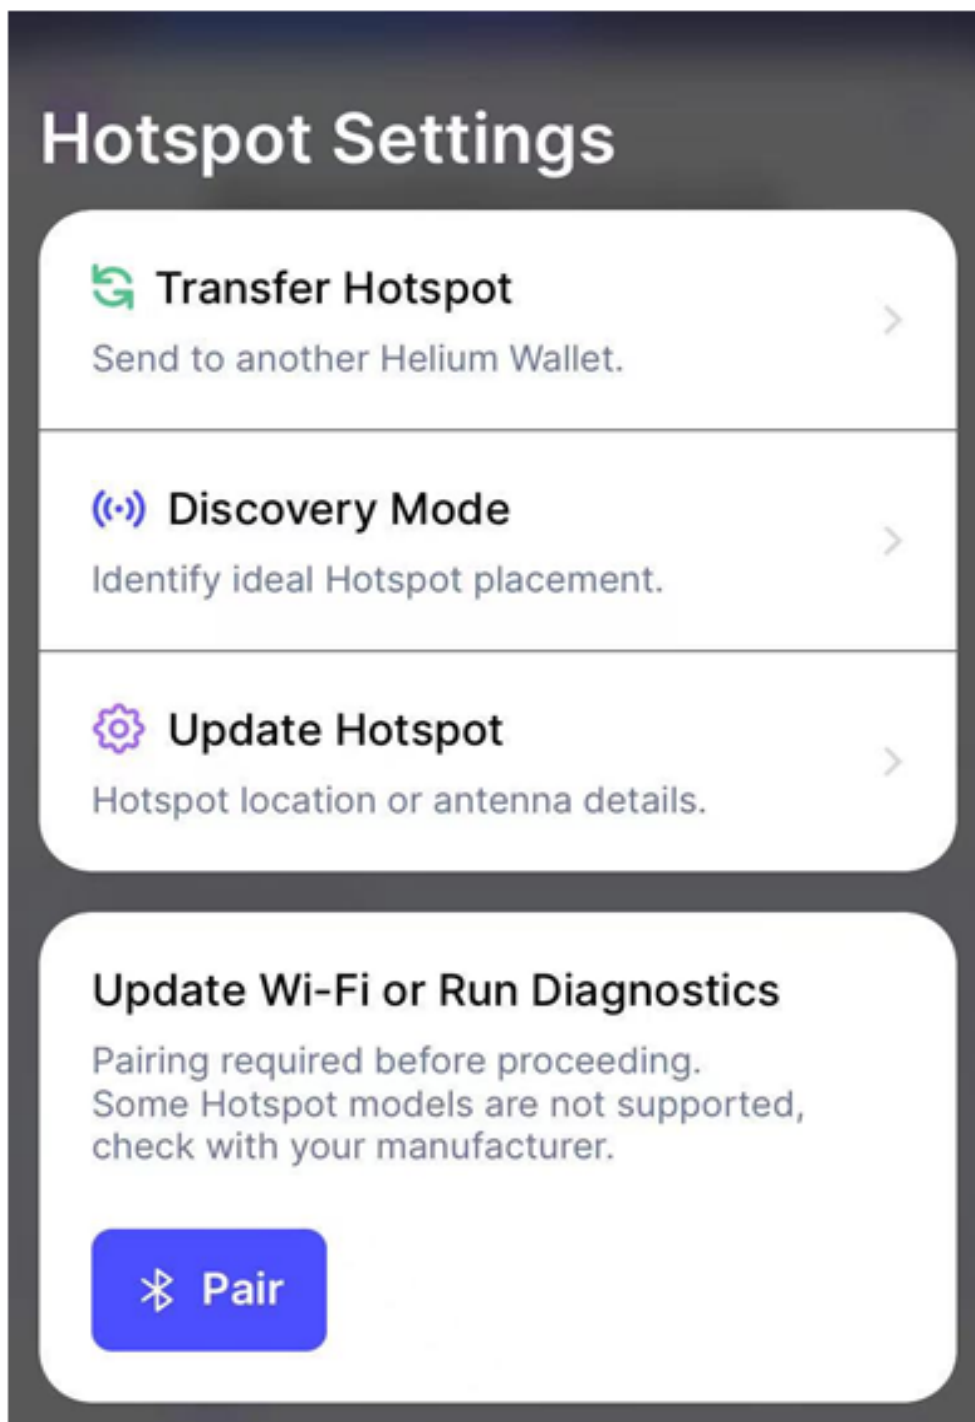 Hotspot Settings
Transfer Hotspot
Send to another Helium Wallet.
Discovery Mode
Identify ideal Hotspot placement.
Update Hotspot
Hotspot location or antenna details.
Update Wi-Fi or Run Diagnostics
Pairing required before proceeding.
Some Hotspot models are not supported,
check with your manufacturer.
Pair